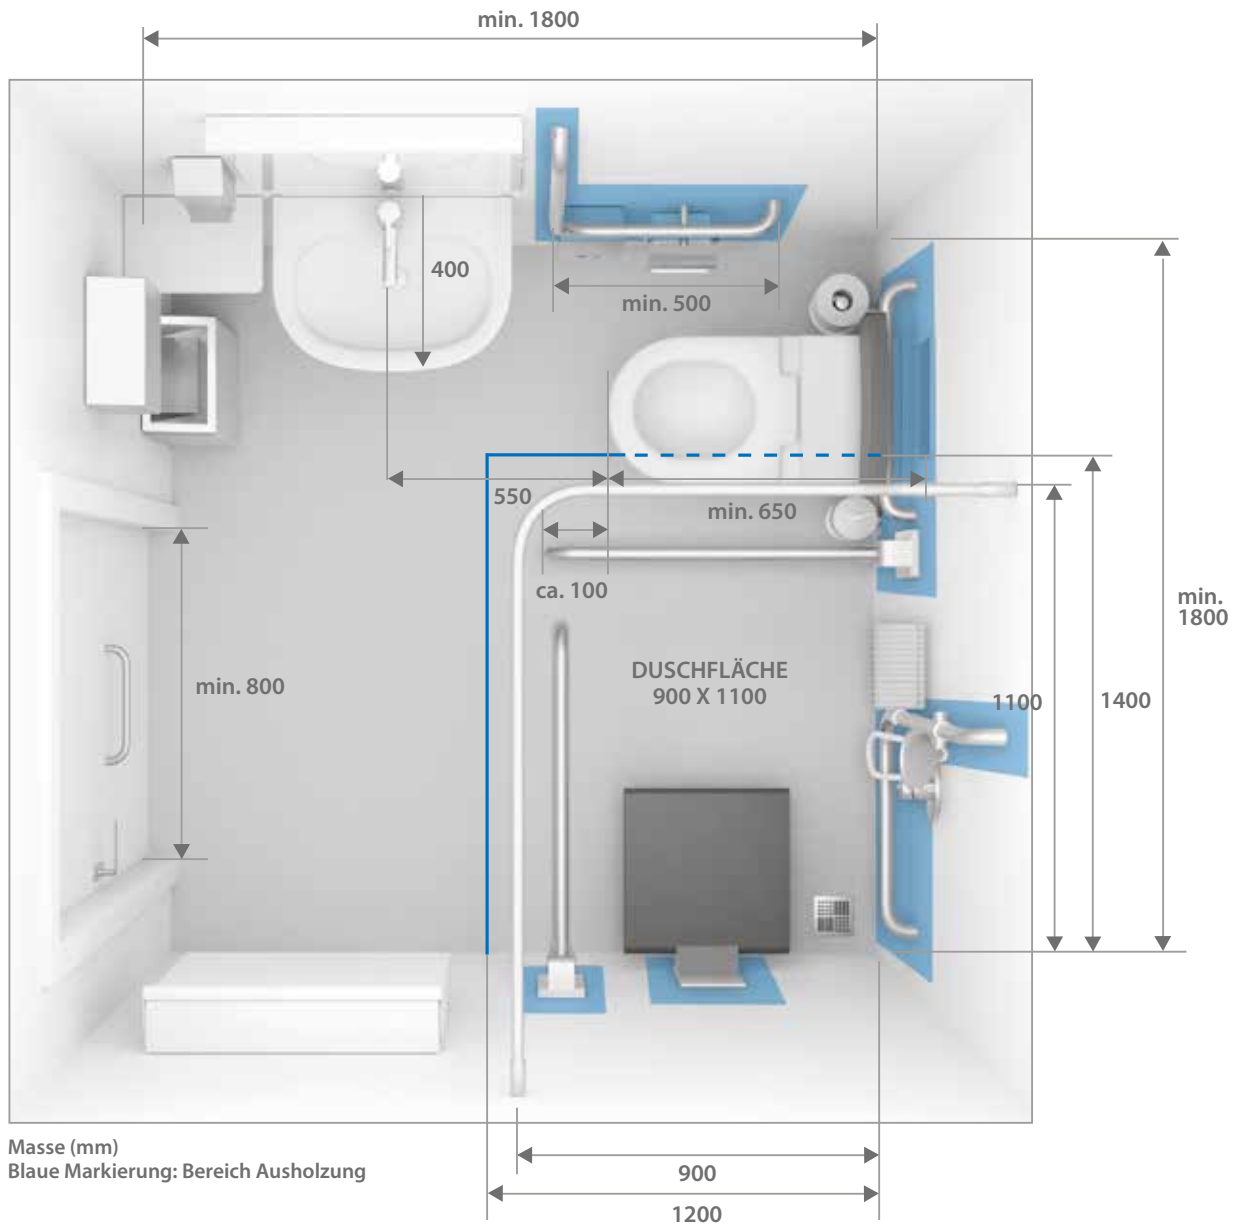 min. 1800
400
min. 500
550
min. 650
ca. 100
min. 800
DUSCHFLÄCHE
900 X 1100
1100
1400
min.
1800
Masse (mm)
Blaue Markierung: Bereich Ausholzung
900
1200